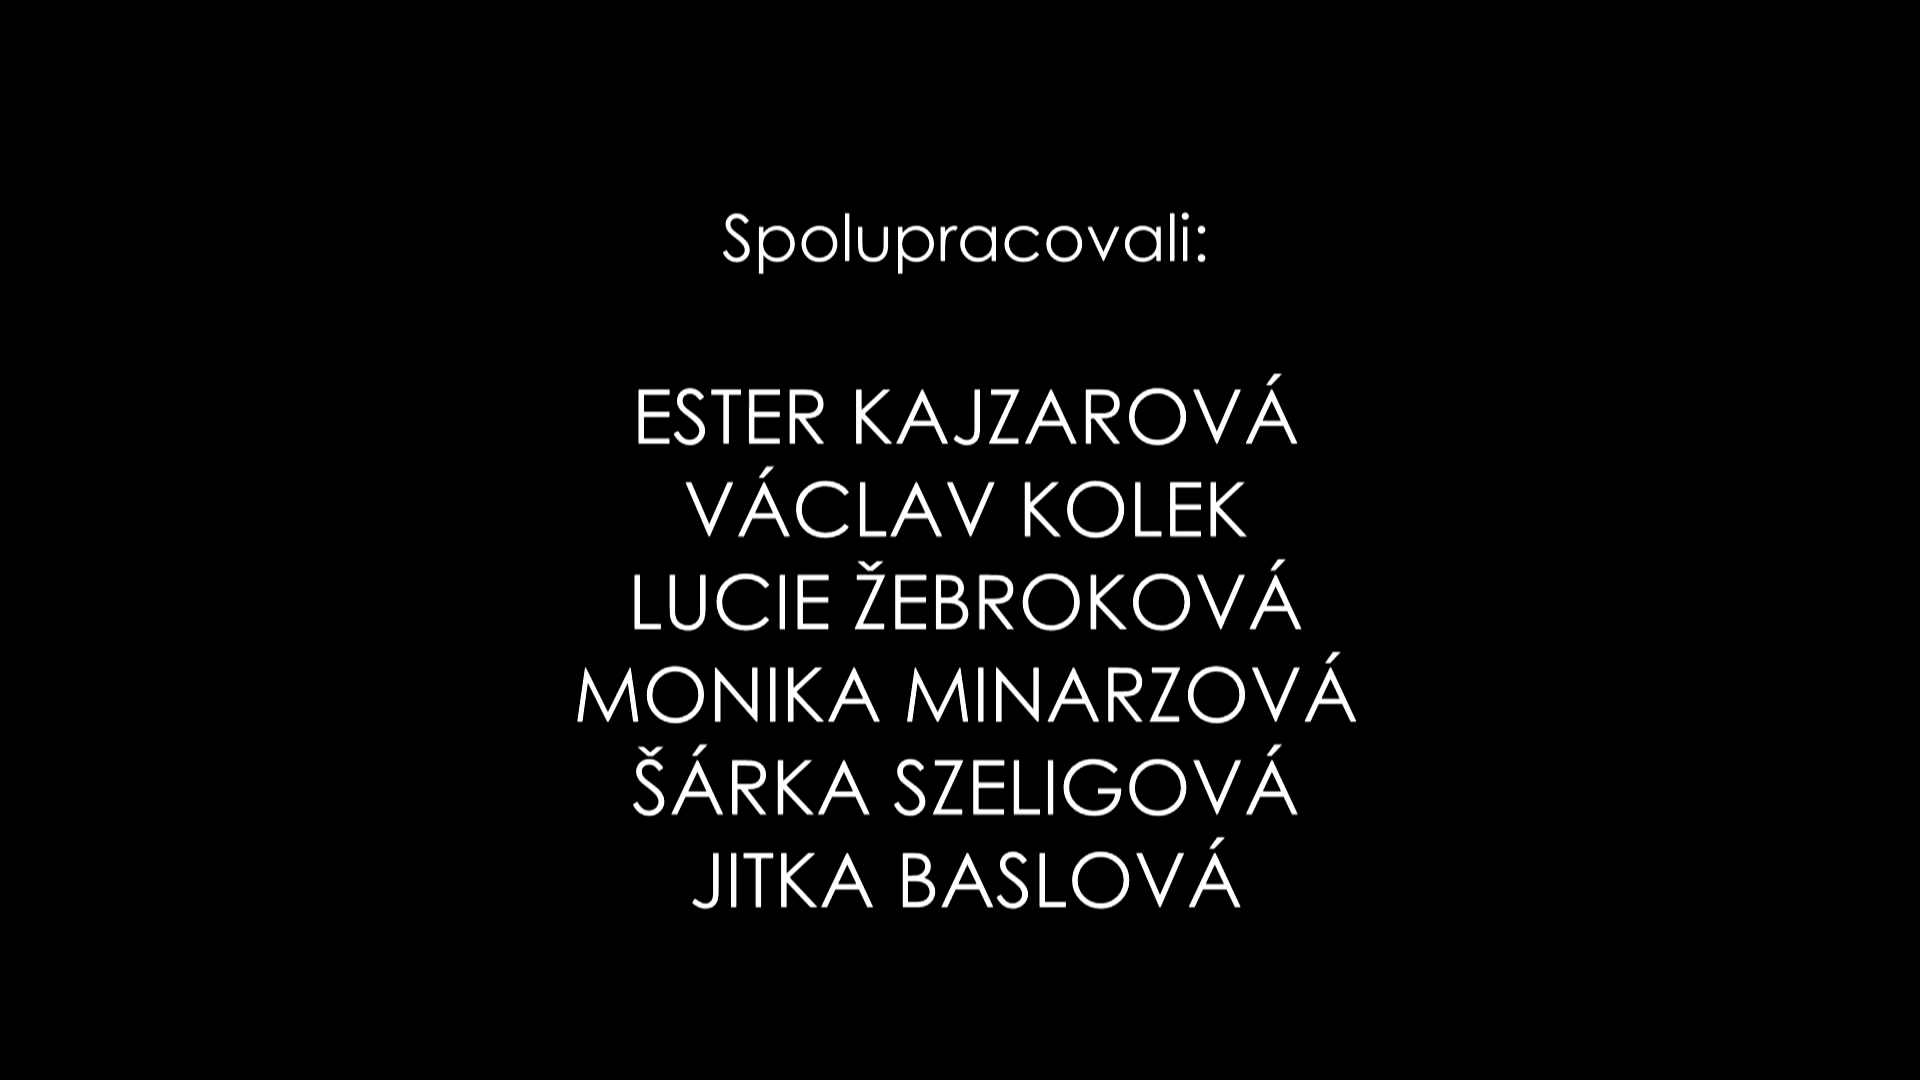 Spolupracovali:
ESTER KAJZAROVÁ
VÁCLAV KOLEK
LUCIE ŽEBROKOVÁ
MONIKA MINARZOVÁ
ŠÁRKA SZELIGOVÁ
JITKA BASLOVÁ